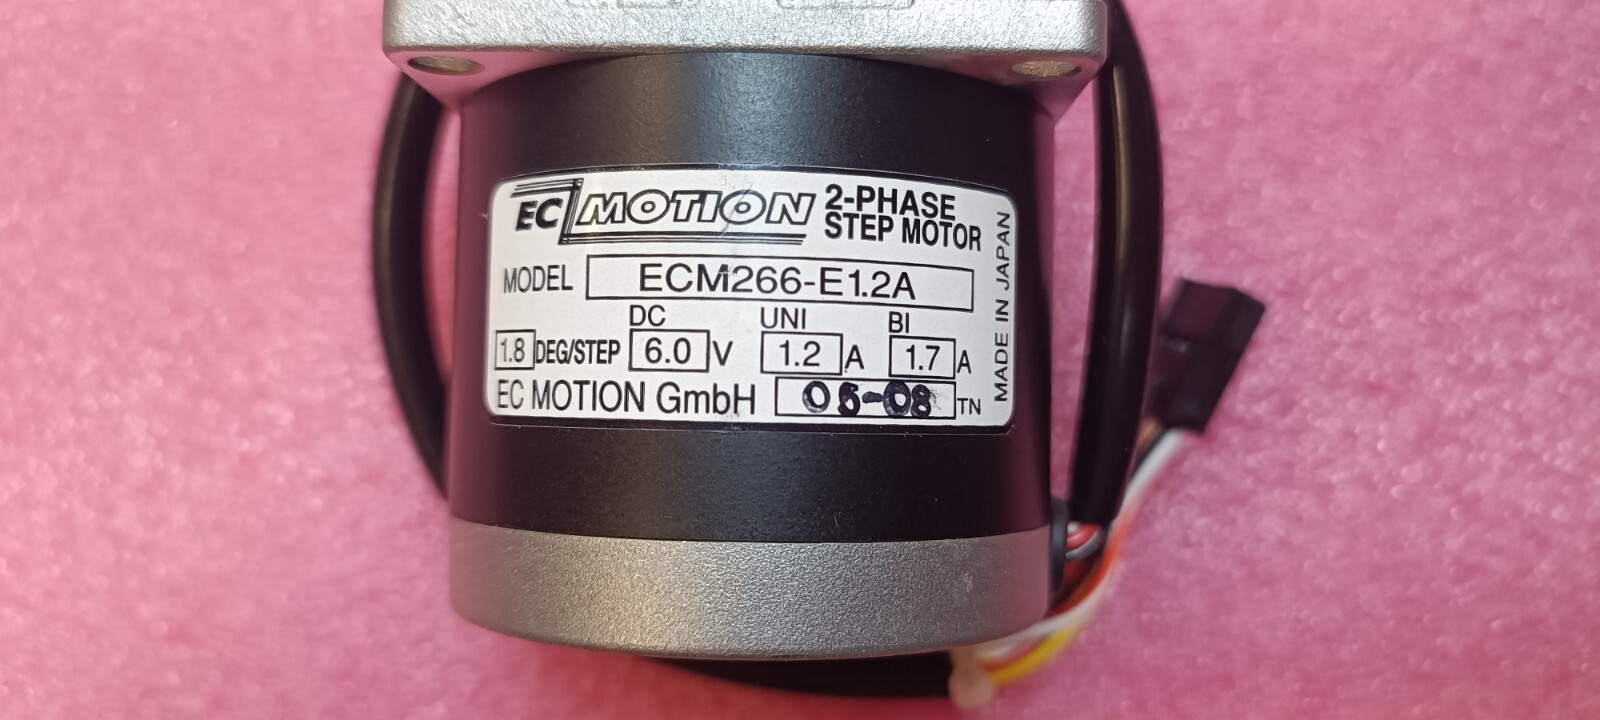 EC MOTION 2-PHASE
STEP MOTOR
MODEL ECM266-E1.2A
DC UNI BI
1.8 DEG/STEP 6.0 V 1.2 A 1.7 A
EC MOTION GmbH 06-08 TN
MADE IN JAPAN